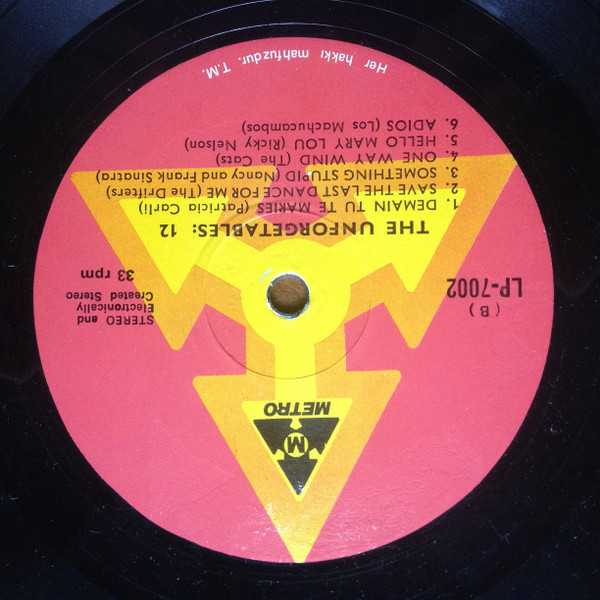 METRO
M
(B)
LP-7002
STEREO and
Electronically
Created Stereo
33 rpm
THE UNFORGETABLES: 12
1. DEMAIN TU TE MARIES (Patricia Carli)
2. SAVE THE LAST DANCE FOR ME (The Drifters)
3. SOMETHING STUPID (Nancy and Frank Sinatra)
4. ONE WAY WIND (The Cats)
5. HELLO MARY LOU (Ricky Nelson)
6. ADIOS (Los Machucambos)
Her hakkı mahfuzdur. T.M.